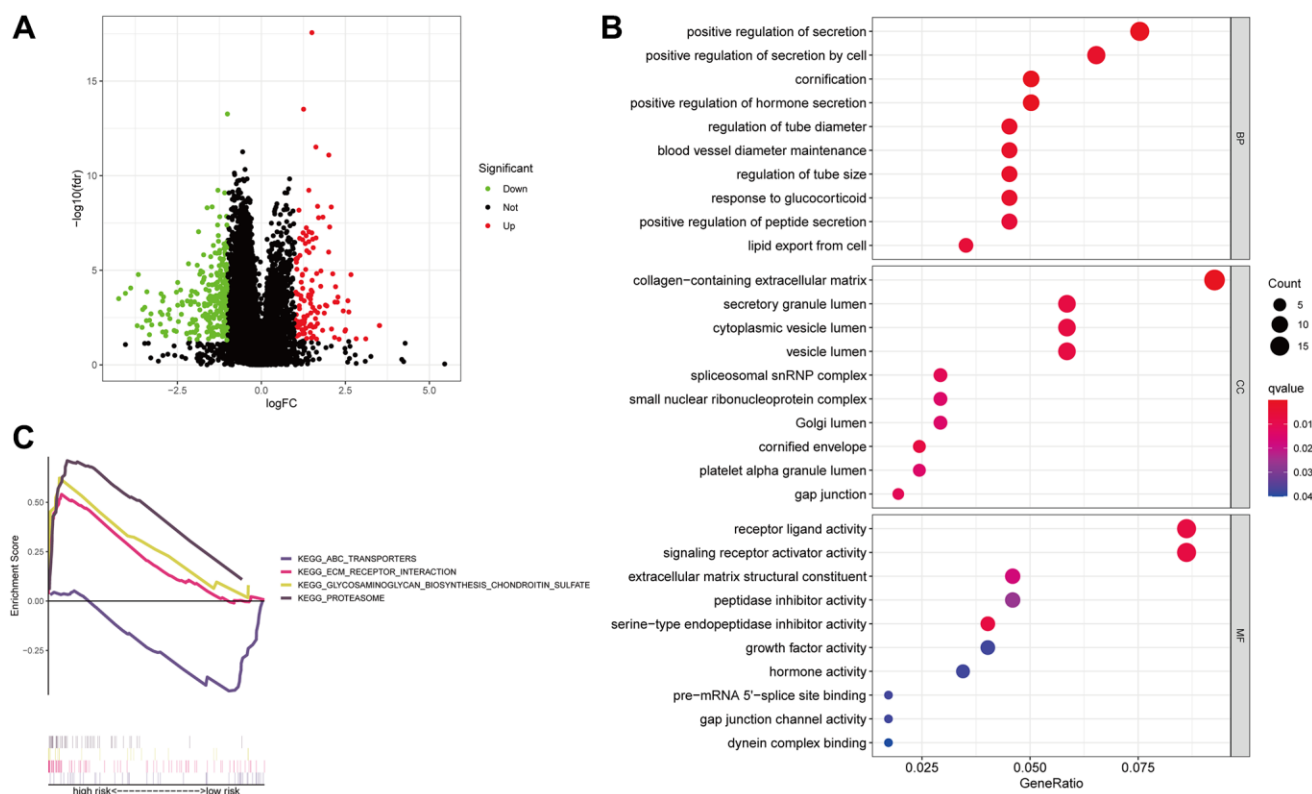 A
−log10(fdr)
15
10
5
0
−2.5
0.0
2.5
5.0
logFC
Significant
Down
Not
Up
B
positive regulation of secretion
positive regulation of secretion by cell
cornification
positive regulation of hormone secretion
regulation of tube diameter
blood vessel diameter maintenance
regulation of tube size
response to glucocorticoid
positive regulation of peptide secretion
lipid export from cell
BP
collagen−containing extracellular matrix
secretory granule lumen
cytoplasmic vesicle lumen
vesicle lumen
spliceosomal snRNP complex
small nuclear ribonucleoprotein complex
Golgi lumen
cornified envelope
platelet alpha granule lumen
gap junction
CC
receptor ligand activity
signaling receptor activator activity
extracellular matrix structural constituent
peptidase inhibitor activity
serine−type endopeptidase inhibitor activity
growth factor activity
hormone activity
pre−mRNA 5'−splice site binding
gap junction channel activity
dynein complex binding
MF
0.025
0.050
0.075
GeneRatio
Count
5
10
15
qvalue
0.01
0.02
0.03
0.04
C
Enrichment Score
0.50
0.25
0.00
−0.25
KEGG_ABC_TRANSPORTERS
KEGG_ECM_RECEPTOR_INTERACTION
KEGG_GLYCOSAMINOGLYCAN_BIOSYNTHESIS_CHONDROITIN_SULFATE
KEGG_PROTEASOME
high risk<−−−−−−−−−−−−−−>low risk